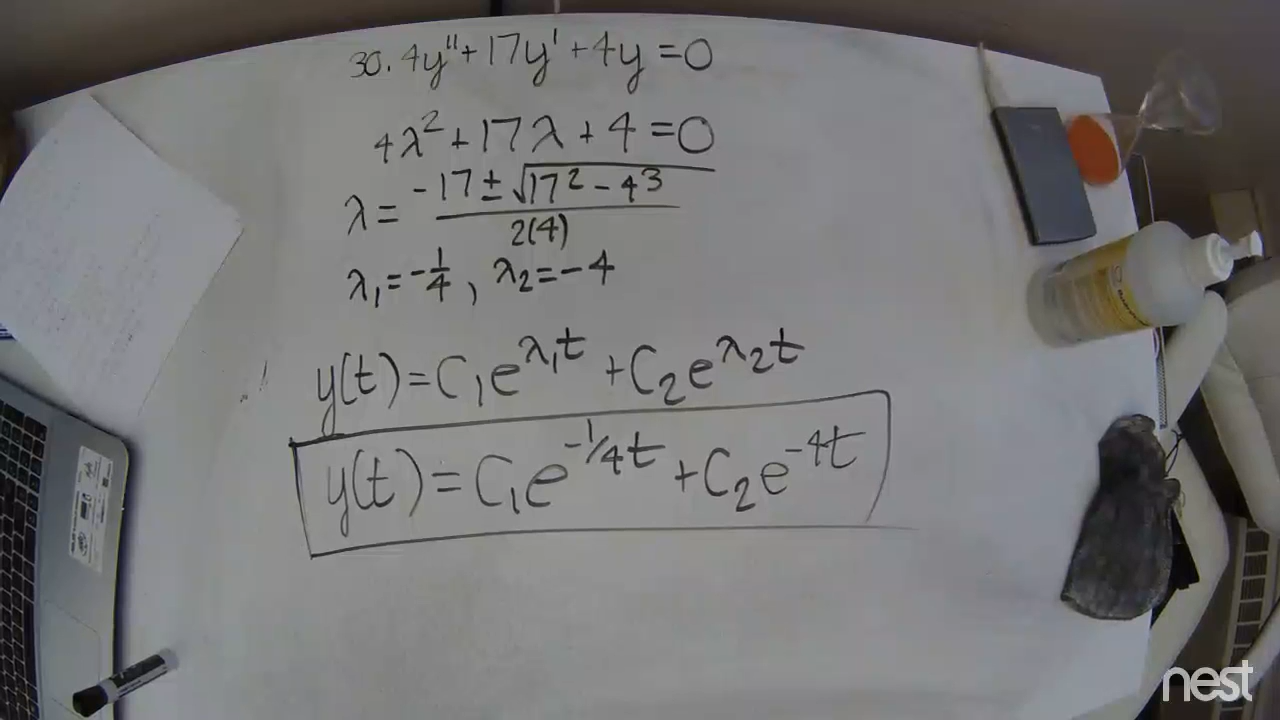 30. 4y'' + 17y' + 4y = 0
4λ² + 17λ + 4 = 0
λ = (-17 ± √(17² - 4³)) / 2(4)
λ₁ = -1/4, λ₂ = -4
y(t) = C₁e^λ₁t + C₂e^λ₂t
y(t) = C₁e^-1/4t + C₂e^-4t
nest